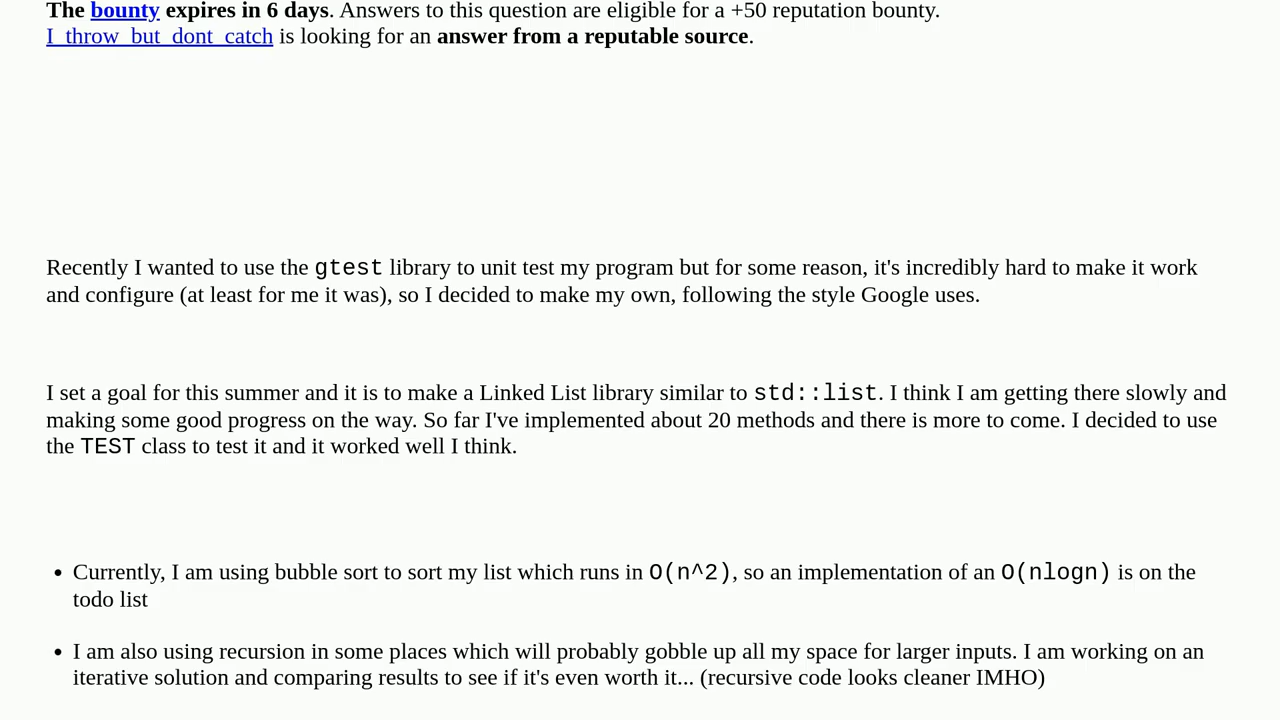 The bounty expires in 6 days. Answers to this question are eligible for a +50 reputation bounty.
I_throw_but_dont_catch is looking for an answer from a reputable source.
Recently I wanted to use the gtest library to unit test my program but for some reason, it's incredibly hard to make it work
and configure (at least for me it was), so I decided to make my own, following the style Google uses.
I set a goal for this summer and it is to make a Linked List library similar to std::list. I think I am getting there slowly and
making some good progress on the way. So far I've implemented about 20 methods and there is more to come. I decided to use
the TEST class to test it and it worked well I think.
• Currently, I am using bubble sort to sort my list which runs in O(n^2), so an implementation of an O(nlogn) is on the
todo list
• I am also using recursion in some places which will probably gobble up all my space for larger inputs. I am working on an
iterative solution and comparing results to see if it's even worth it... (recursive code looks cleaner IMHO)